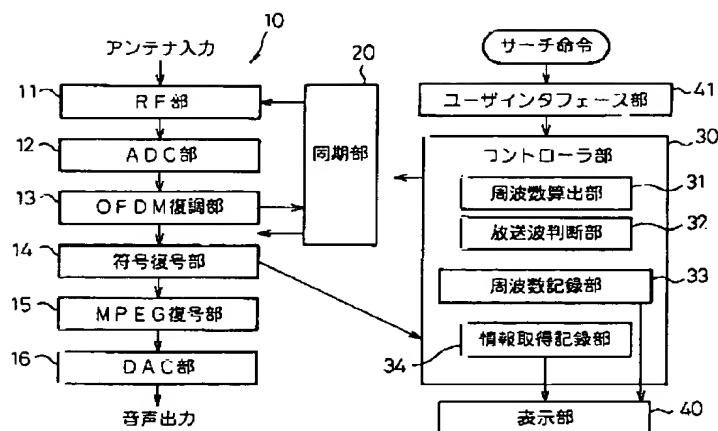 アンテナ入力
10
11
RF部
12
ADC部
13
OFDM復調部
14
符号復号部
15
MPEG復号部
16
DAC部
音声出力
20
同期部
サーチ命令
41
ユーザインタフェース部
30
コントローラ部
31
周波数算出部
32
放送波判断部
33
周波数記録部
34
情報取得記録部
40
表示部